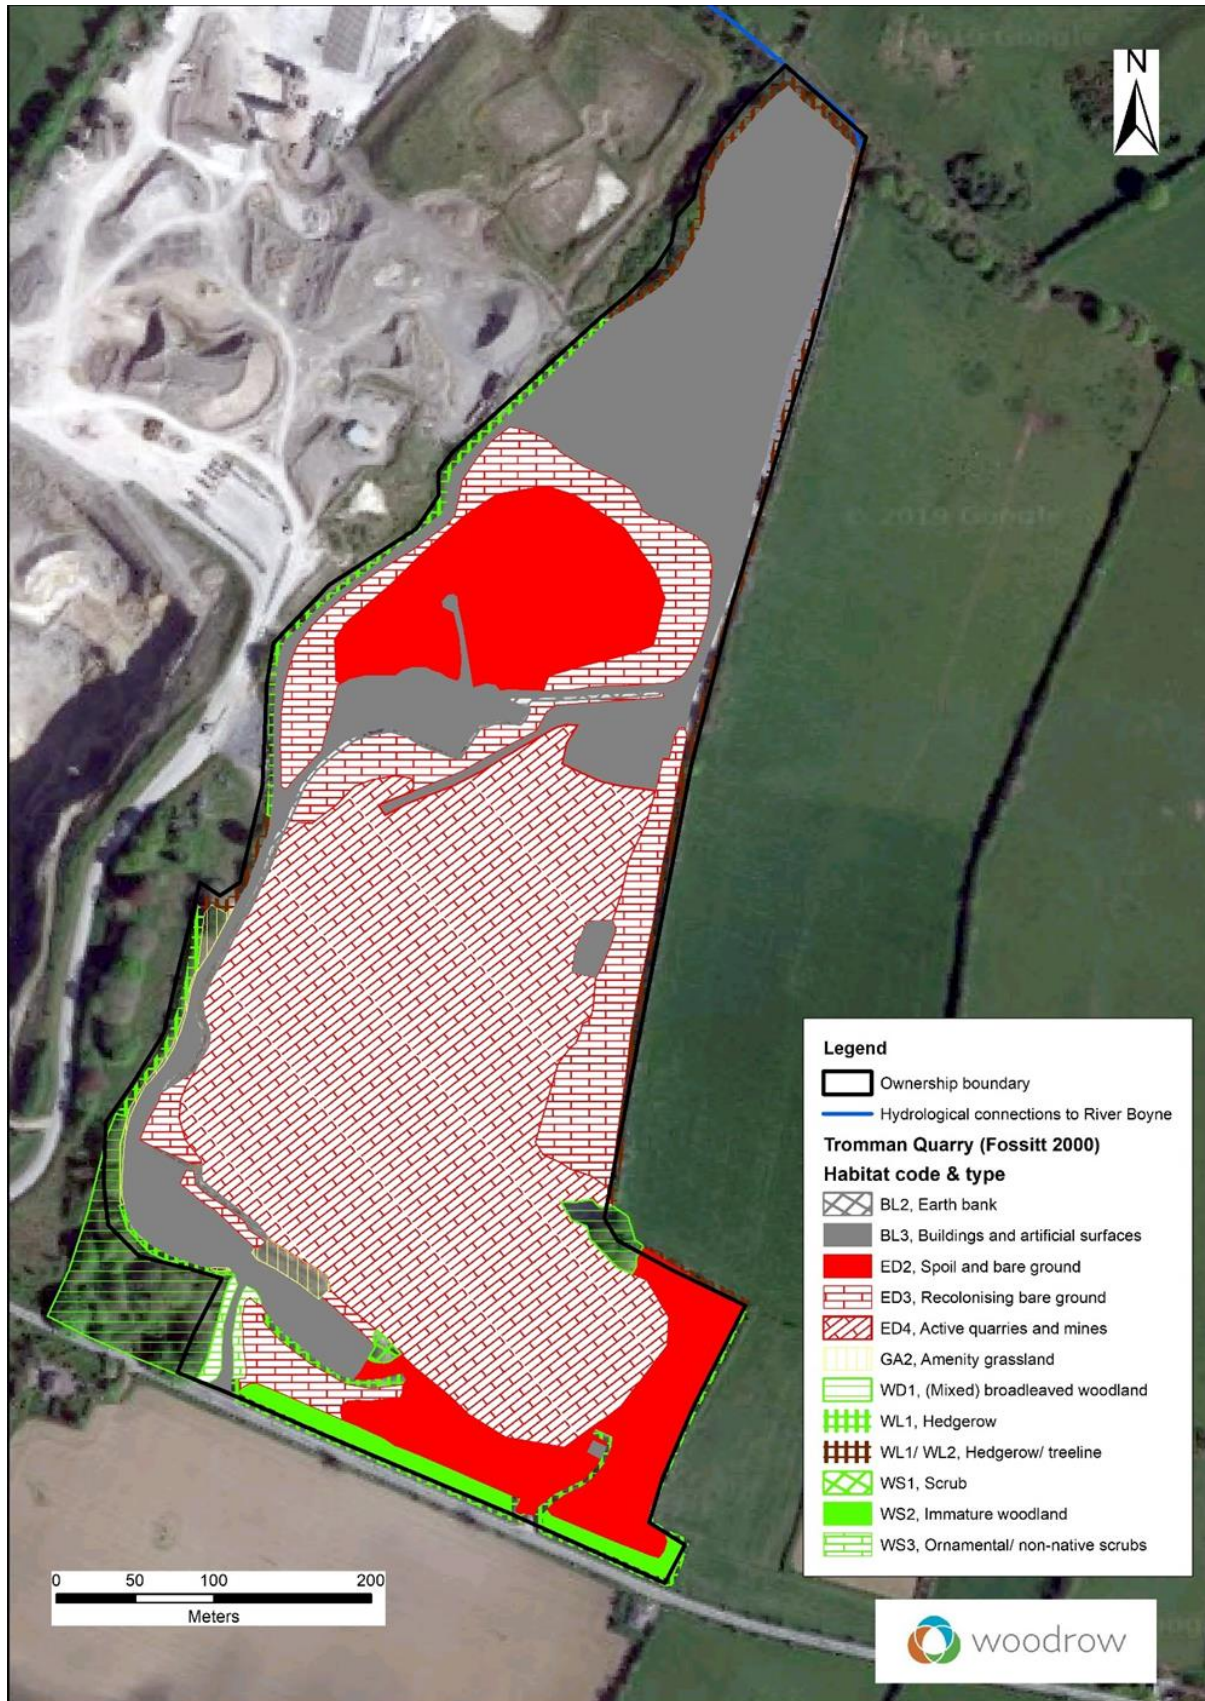 2019 Google
N
© 2019 Google
Legend
Ownership boundary
Hydrological connections to River Boyne
Tromman Quarry (Fossitt 2000)
Habitat code & type
BL2, Earth bank
BL3, Buildings and artificial surfaces
ED2, Spoil and bare ground
ED3, Recolonising bare ground
ED4, Active quarries and mines
GA2, Amenity grassland
WD1, (Mixed) broadleaved woodland
WL1, Hedgerow
WL1/ WL2, Hedgerow/ treeline
WS1, Scrub
WS2, Immature woodland
WS3, Ornamental/ non-native scrubs
0 50 100 200
Meters
woodrow